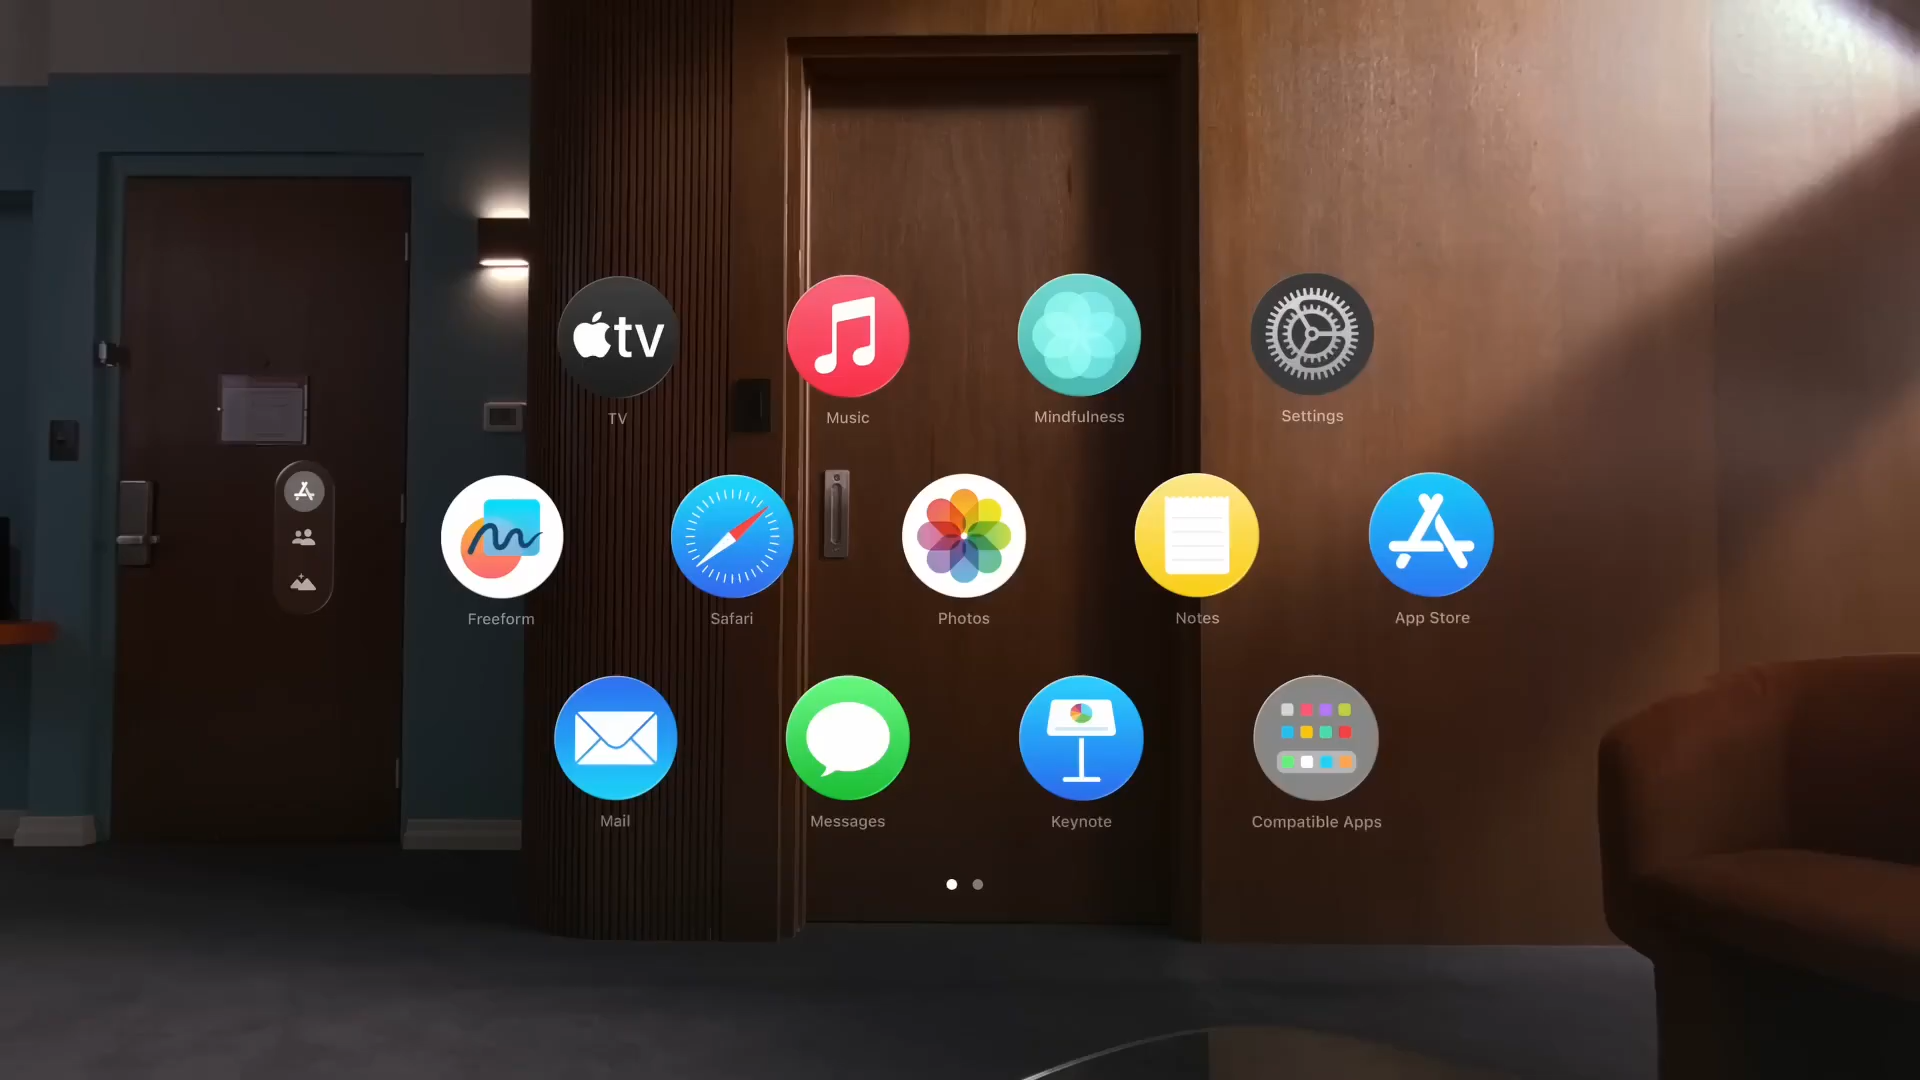 tv
TV
Music
Mindfulness
Settings
Freeform
Safari
Photos
Notes
App Store
Mail
Messages
Keynote
Compatible Apps